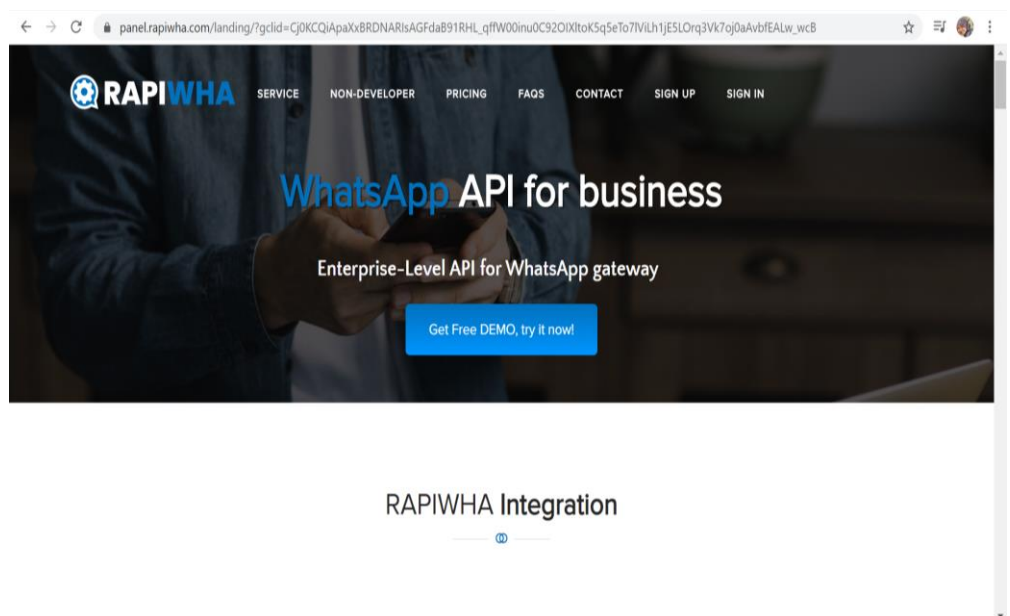 panel.rapiwha.com/landing/?gclid=Cj0KCQiApaXxBRDNARIsAGFdaB91RHL_qffW00inu0C92OIXItoK5q5eTo7lViLh1jE5LOrq3Vk7oj0aAvbfEALw_wcB
RAPIWHA
SERVICE NON-DEVELOPER PRICING FAQS CONTACT SIGN UP SIGN IN
WhatsApp API for business
Enterprise-Level API for WhatsApp gateway
Get Free DEMO, try it now!
RAPIWHA Integration